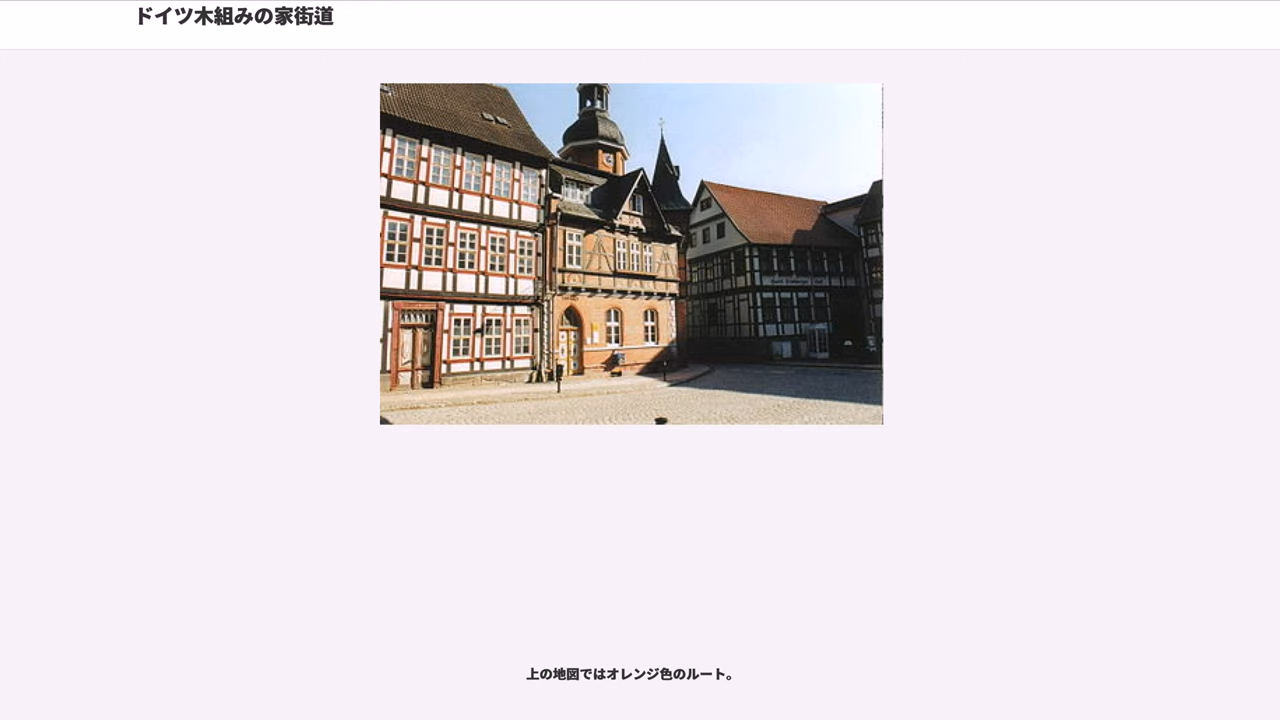 ドイツ木組みの家街道
上の地図ではオレンジ色のルート。